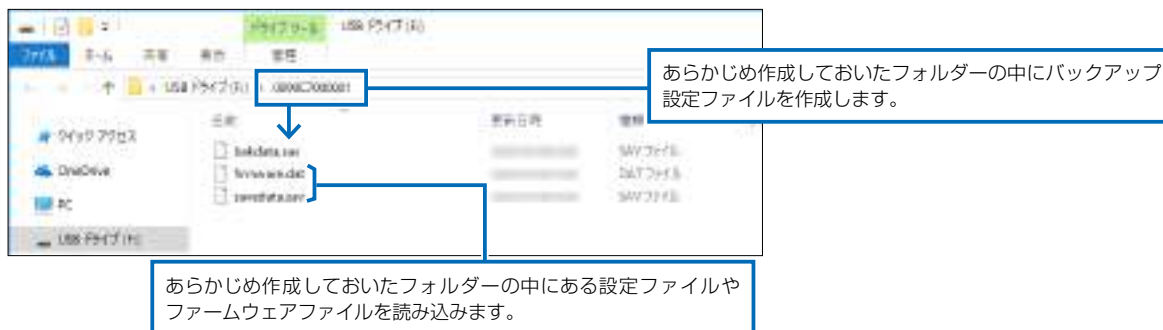 ドライブ ツール USB ドライブ (H:)
ファイル ホーム 共有 表示 管理
USB ドライブ (H:)
あらかじめ作成しておいたフォルダーの中にバックアップ
設定ファイルを作成します。
名前 更新日時 種類
クイック アクセス
bakdata.sav SAV ファイル
OneDrive
firmware.dat DAT ファイル
PC
savedata.sav SAV ファイル
USB ドライブ (H:)
あらかじめ作成しておいたフォルダーの中にある設定ファイルや
ファームウェアファイルを読み込みます。